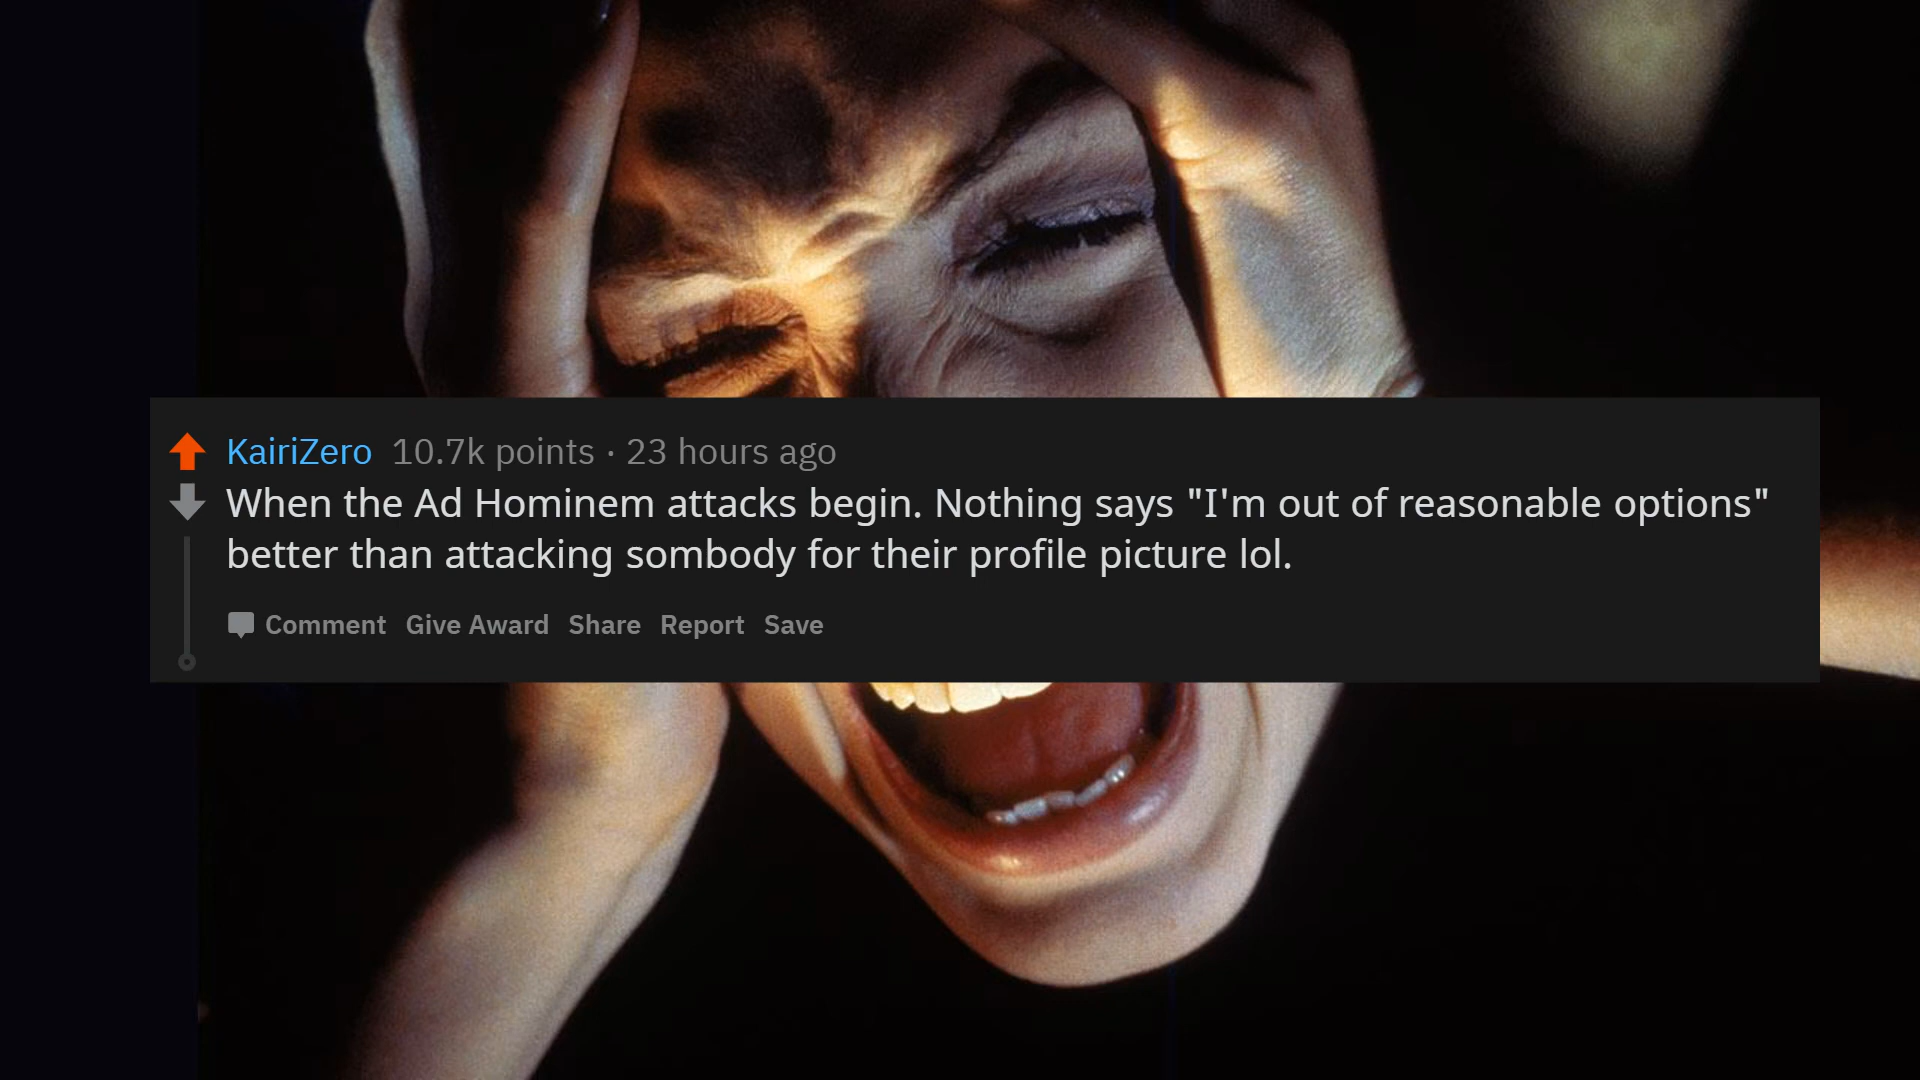 KairiZero 10.7k points · 23 hours ago
When the Ad Hominem attacks begin. Nothing says "I'm out of reasonable options"
better than attacking sombody for their profile picture lol.
Comment Give Award Share Report Save